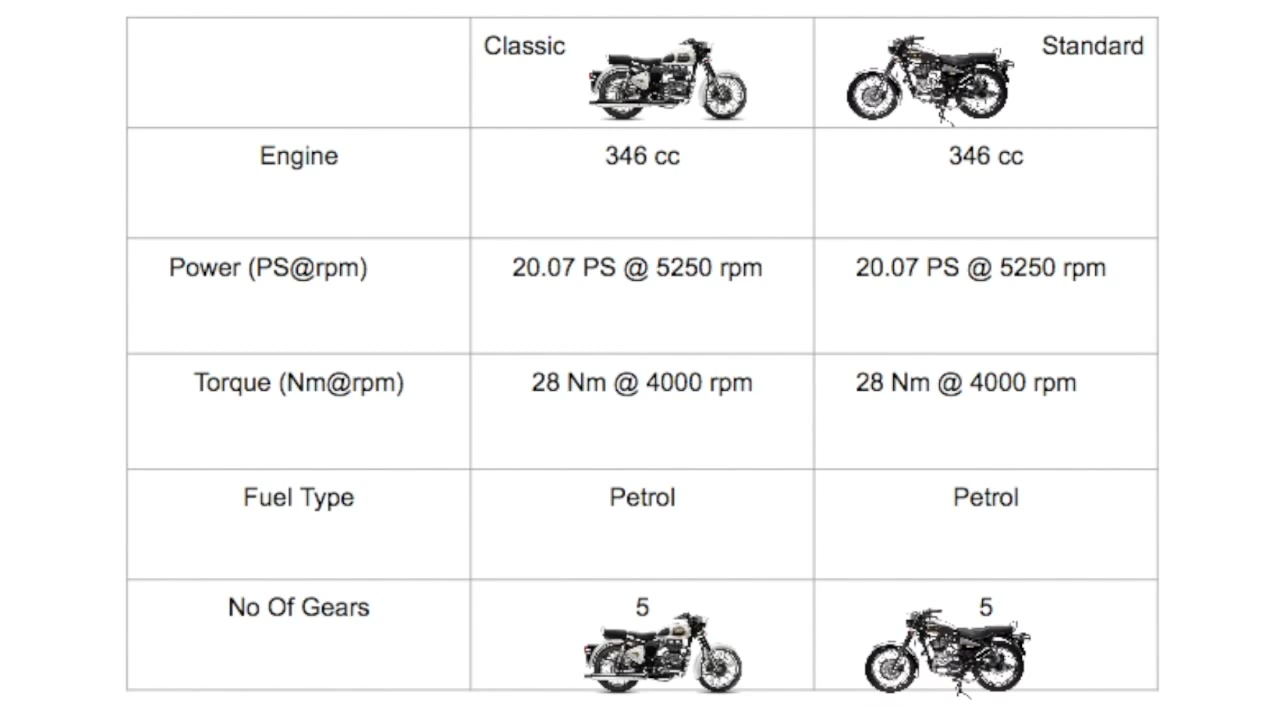 Classic Standard
Engine 346 cc 346 cc
Power (PS@rpm) 20.07 PS @ 5250 rpm 20.07 PS @ 5250 rpm
Torque (Nm@rpm) 28 Nm @ 4000 rpm 28 Nm @ 4000 rpm
Fuel Type Petrol Petrol
No Of Gears 5 5